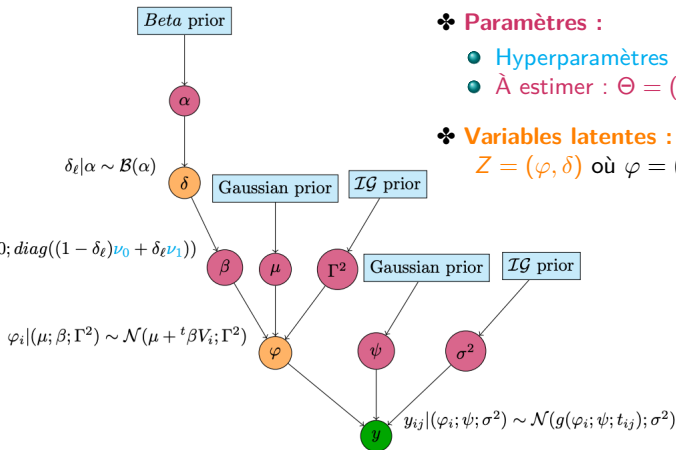 Beta prior
❖ Paramètres :
Hyperparamètres
À estimer : Θ = (
α
❖ Variables latentes :
Z = (φ, δ) où φ = (
δ_ℓ|α ∼ 𝓑(α)
δ
Gaussian prior
𝓘𝓖 prior
0; diag((1 − δ_ℓ)ν₀ + δ_ℓν₁))
β
μ
Γ²
Gaussian prior
𝓘𝓖 prior
φ_i|(μ; β; Γ²) ∼ 𝓝(μ + ᵗβV_i; Γ²)
φ
ψ
σ²
y_ij|(φ_i; ψ; σ²) ∼ 𝓝(g(φ_i; ψ; t_ij); σ²)
y